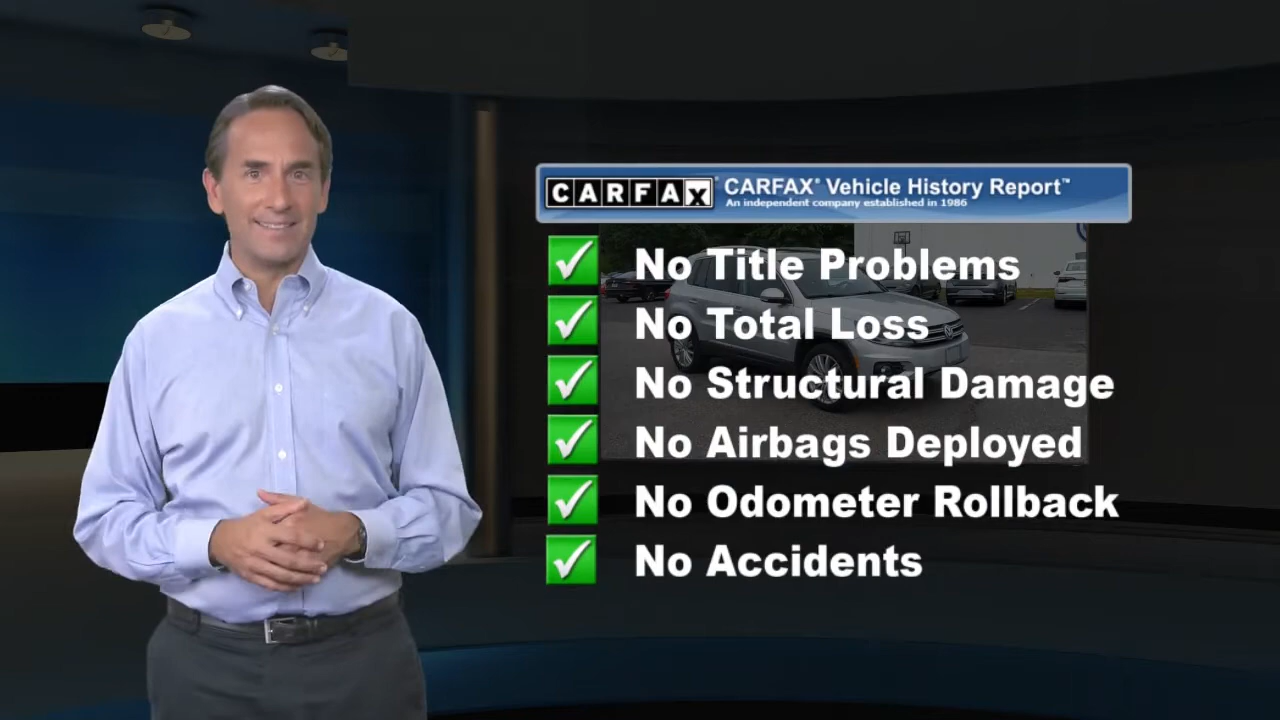 CARFAX® CARFAX® Vehicle History Report™
An independent company established in 1986
No Title Problems
No Total Loss
No Structural Damage
No Airbags Deployed
No Odometer Rollback
No Accidents